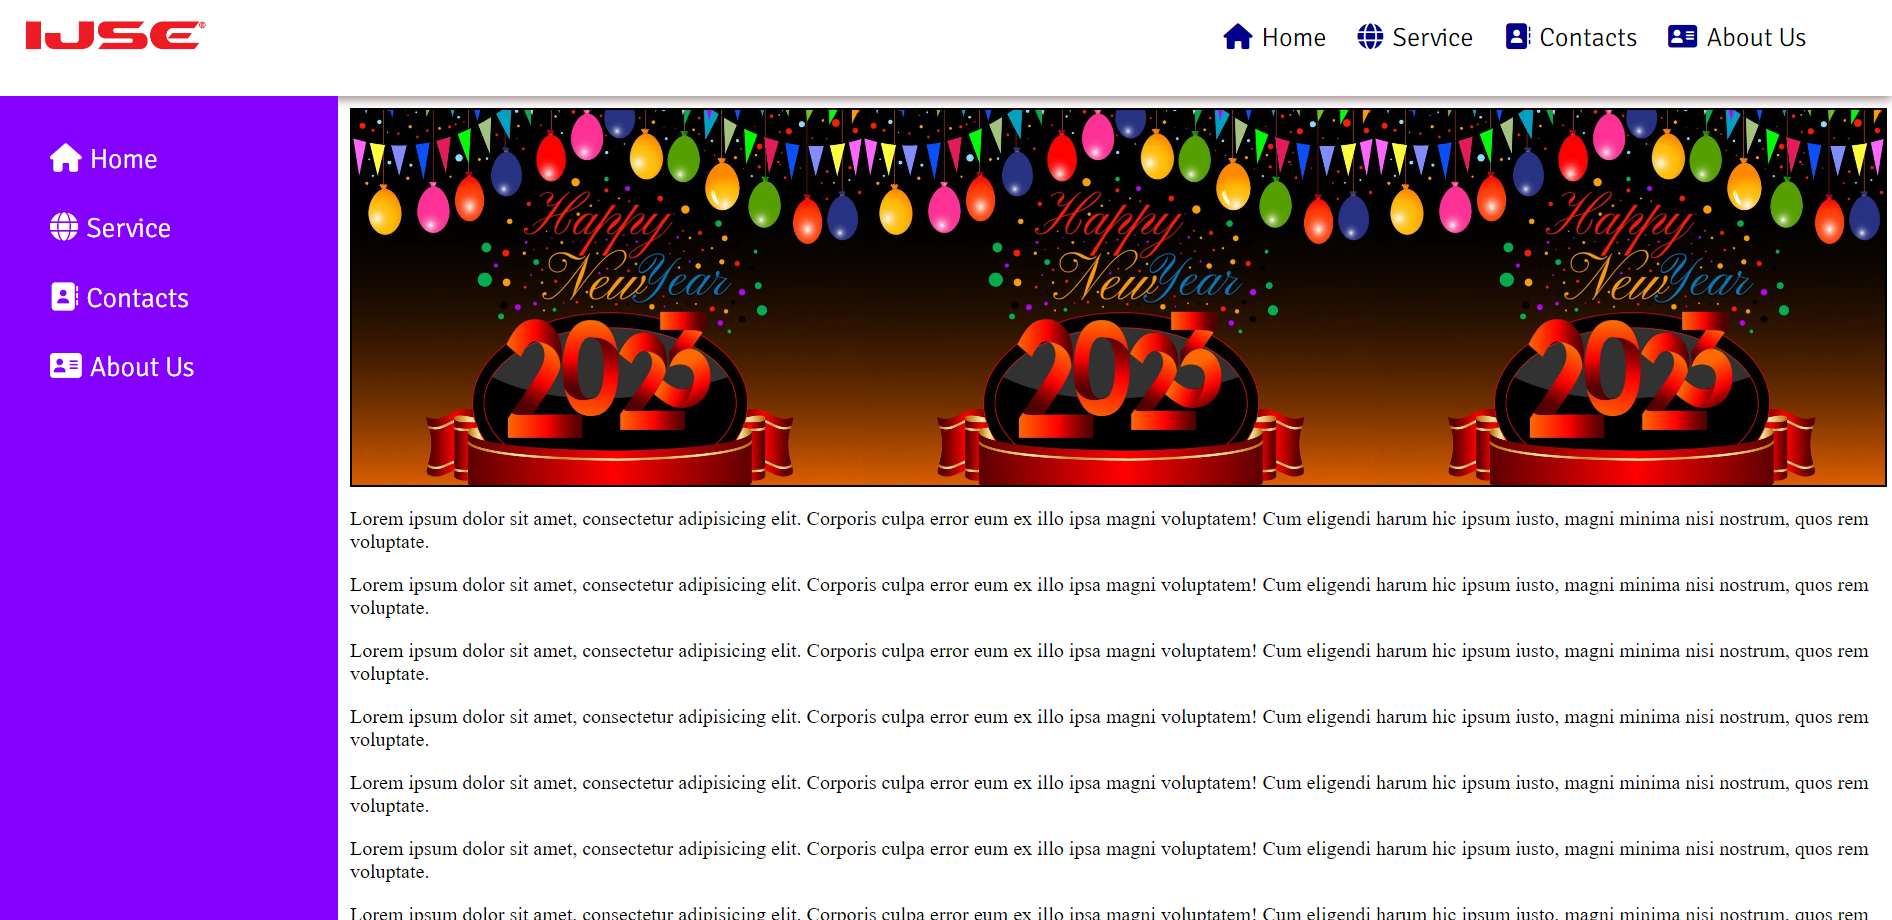 IJSE®
Home Service Contacts About Us
Home
Service
Contacts
About Us
Happy Happy Happy
New Year New Year New Year
2023 2023 2023
Lorem ipsum dolor sit amet, consectetur adipisicing elit. Corporis culpa error eum ex illo ipsa magni voluptatem! Cum eligendi harum hic ipsum iusto, magni minima nisi nostrum, quos rem
voluptate.
Lorem ipsum dolor sit amet, consectetur adipisicing elit. Corporis culpa error eum ex illo ipsa magni voluptatem! Cum eligendi harum hic ipsum iusto, magni minima nisi nostrum, quos rem
voluptate.
Lorem ipsum dolor sit amet, consectetur adipisicing elit. Corporis culpa error eum ex illo ipsa magni voluptatem! Cum eligendi harum hic ipsum iusto, magni minima nisi nostrum, quos rem
voluptate.
Lorem ipsum dolor sit amet, consectetur adipisicing elit. Corporis culpa error eum ex illo ipsa magni voluptatem! Cum eligendi harum hic ipsum iusto, magni minima nisi nostrum, quos rem
voluptate.
Lorem ipsum dolor sit amet, consectetur adipisicing elit. Corporis culpa error eum ex illo ipsa magni voluptatem! Cum eligendi harum hic ipsum iusto, magni minima nisi nostrum, quos rem
voluptate.
Lorem ipsum dolor sit amet, consectetur adipisicing elit. Corporis culpa error eum ex illo ipsa magni voluptatem! Cum eligendi harum hic ipsum iusto, magni minima nisi nostrum, quos rem
voluptate.
Lorem ipsum dolor sit amet, consectetur adipisicing elit. Corporis culpa error eum ex illo ipsa magni voluptatem! Cum eligendi harum hic ipsum iusto, magni minima nisi nostrum, quos rem